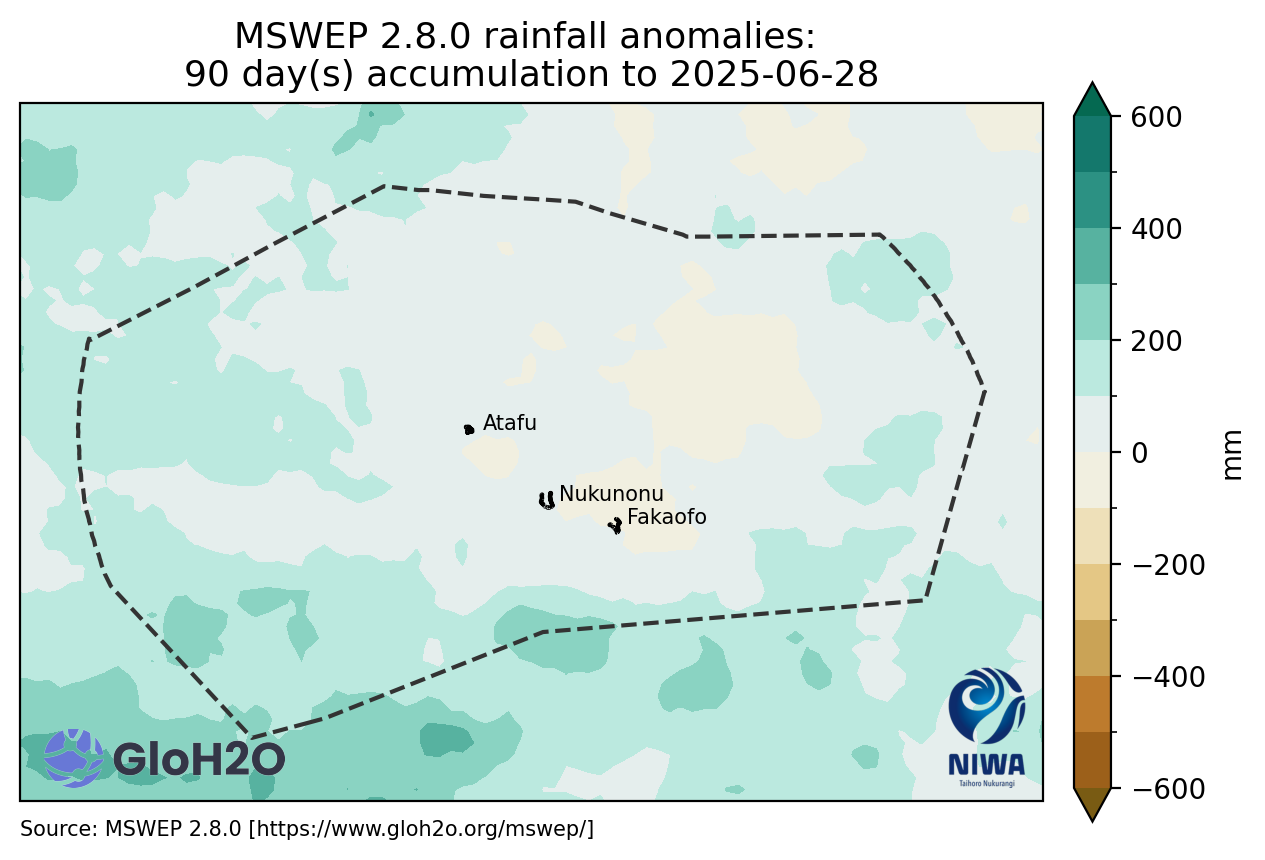 MSWEP 2.8.0 rainfall anomalies:
90 day(s) accumulation to 2025-06-28
600
400
200
0
−200
−400
−600
mm
Atafu
Nukunonu
Fakaofo
GloH2O
NIWA
Taihoro Nukurangi
Source: MSWEP 2.8.0 [https://www.gloh2o.org/mswep/]